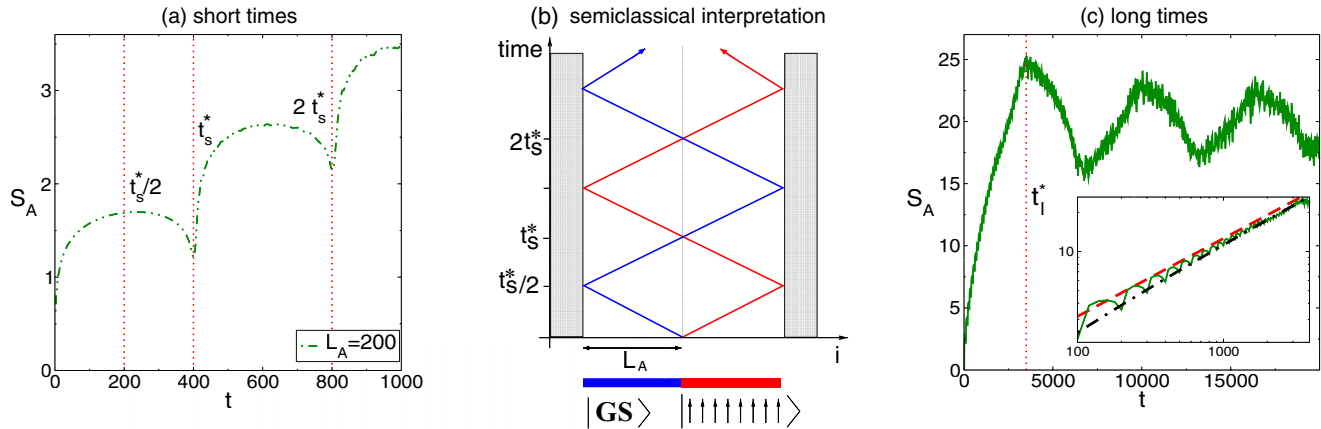 (a) short times
3
2
1
0
S_A
t_s^*/2
t_s^*
2 t_s^*
L_A=200
0 200 400 600 800 1000
t
(b) semiclassical interpretation
time
2t_s^*
t_s^*
t_s^*/2
L_A
i
|GS⟩ |↑↑↑↑↑↑↑↑⟩
(c) long times
25
20
15
10
5
0
S_A
t_l^*
10
100 1000
0 5000 10000 15000
t